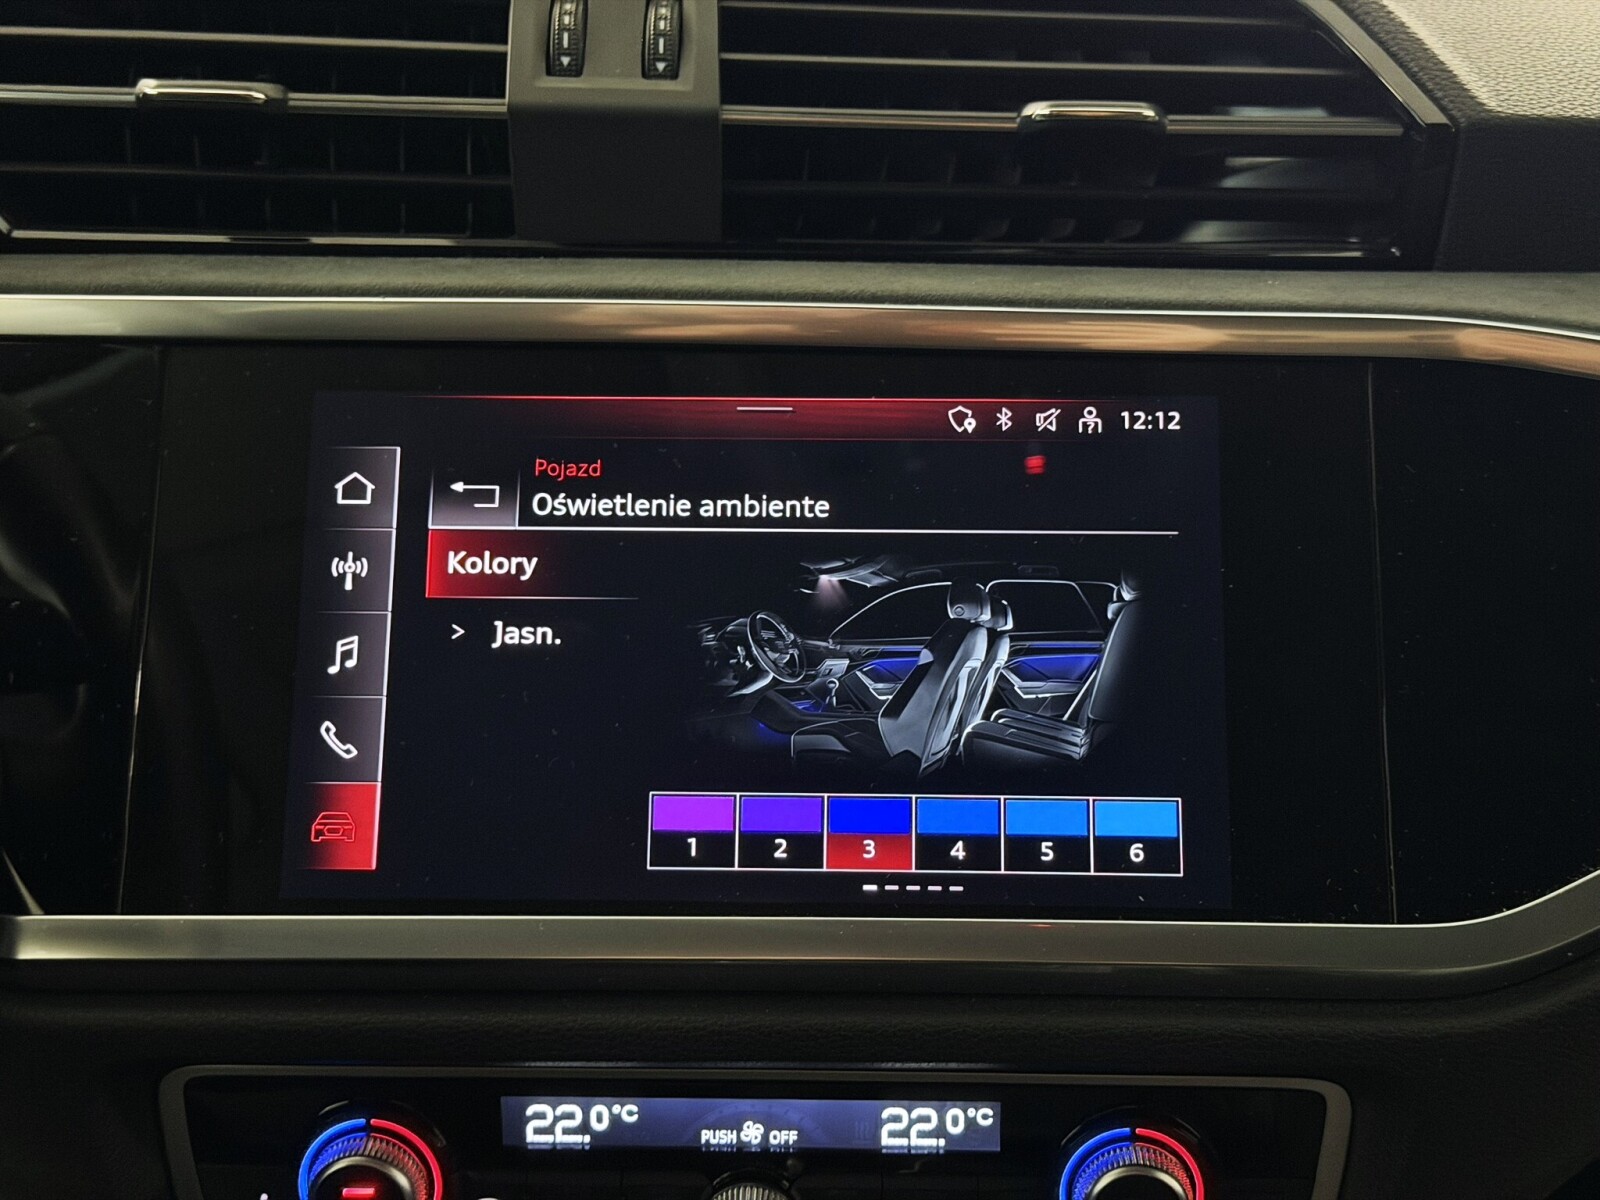 12:12
Pojazd
Oświetlenie ambiente
Kolory
> Jasn.
1 2 3 4 5 6
22.0°C PUSH OFF 22.0°C